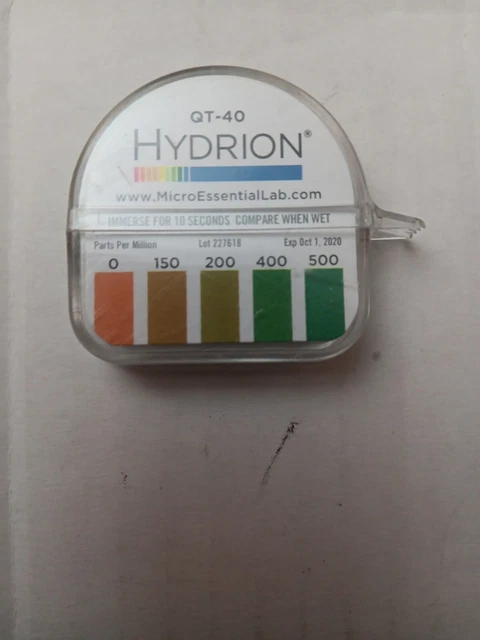 QT-40
HYDRION®
www.MicroEssentialLab.com
IMMERSE FOR 10 SECONDS COMPARE WHEN WET
Parts Per Million Lot 227618 Exp Oct 1, 2020
0 150 200 400 500